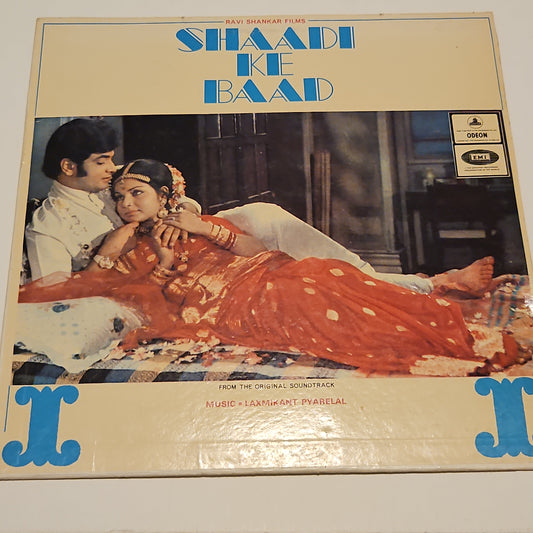 RAVI SHANKAR FILMS
SHAADI
KE
BAAD
ODEON
EMI
FROM THE ORIGINAL SOUNDTRACK
MUSIC • LAXMIKANT PYARELAL